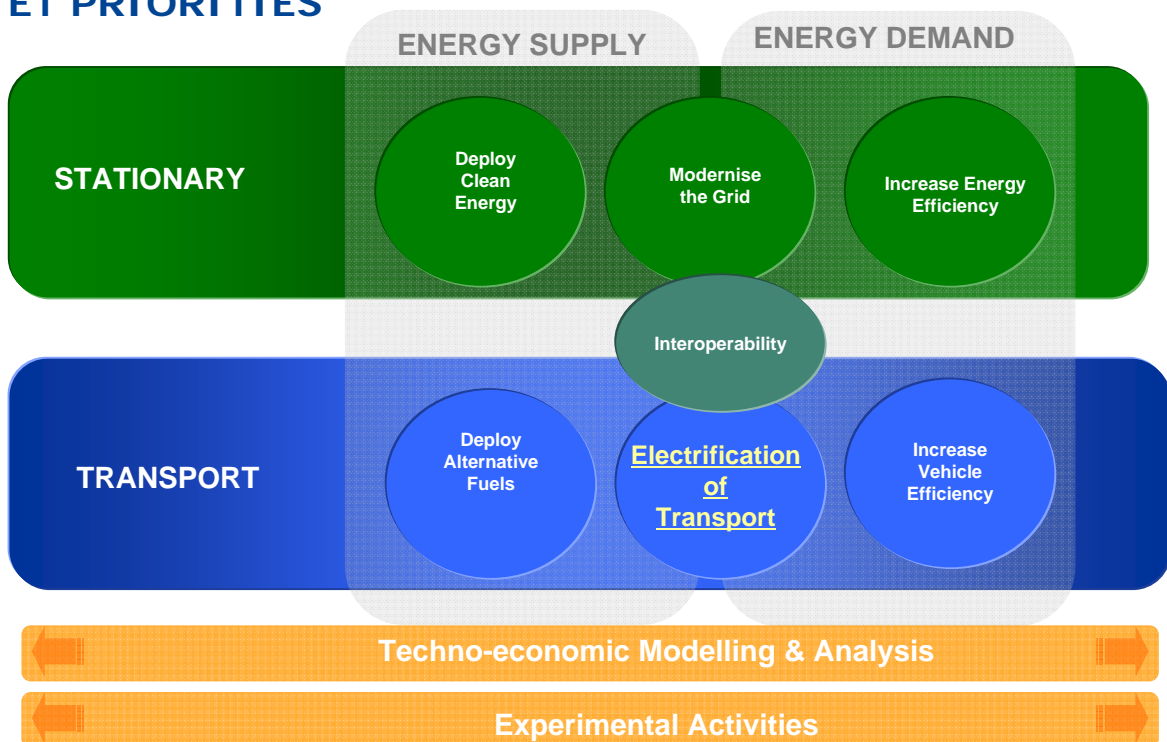 ET PRIORITIES
ENERGY SUPPLY
ENERGY DEMAND
STATIONARY
Deploy
Clean
Energy
Modernise
the Grid
Increase Energy
Efficiency
Interoperability
TRANSPORT
Deploy
Alternative
Fuels
Electrification
of
Transport
Increase
Vehicle
Efficiency
Techno-economic Modelling & Analysis
Experimental Activities